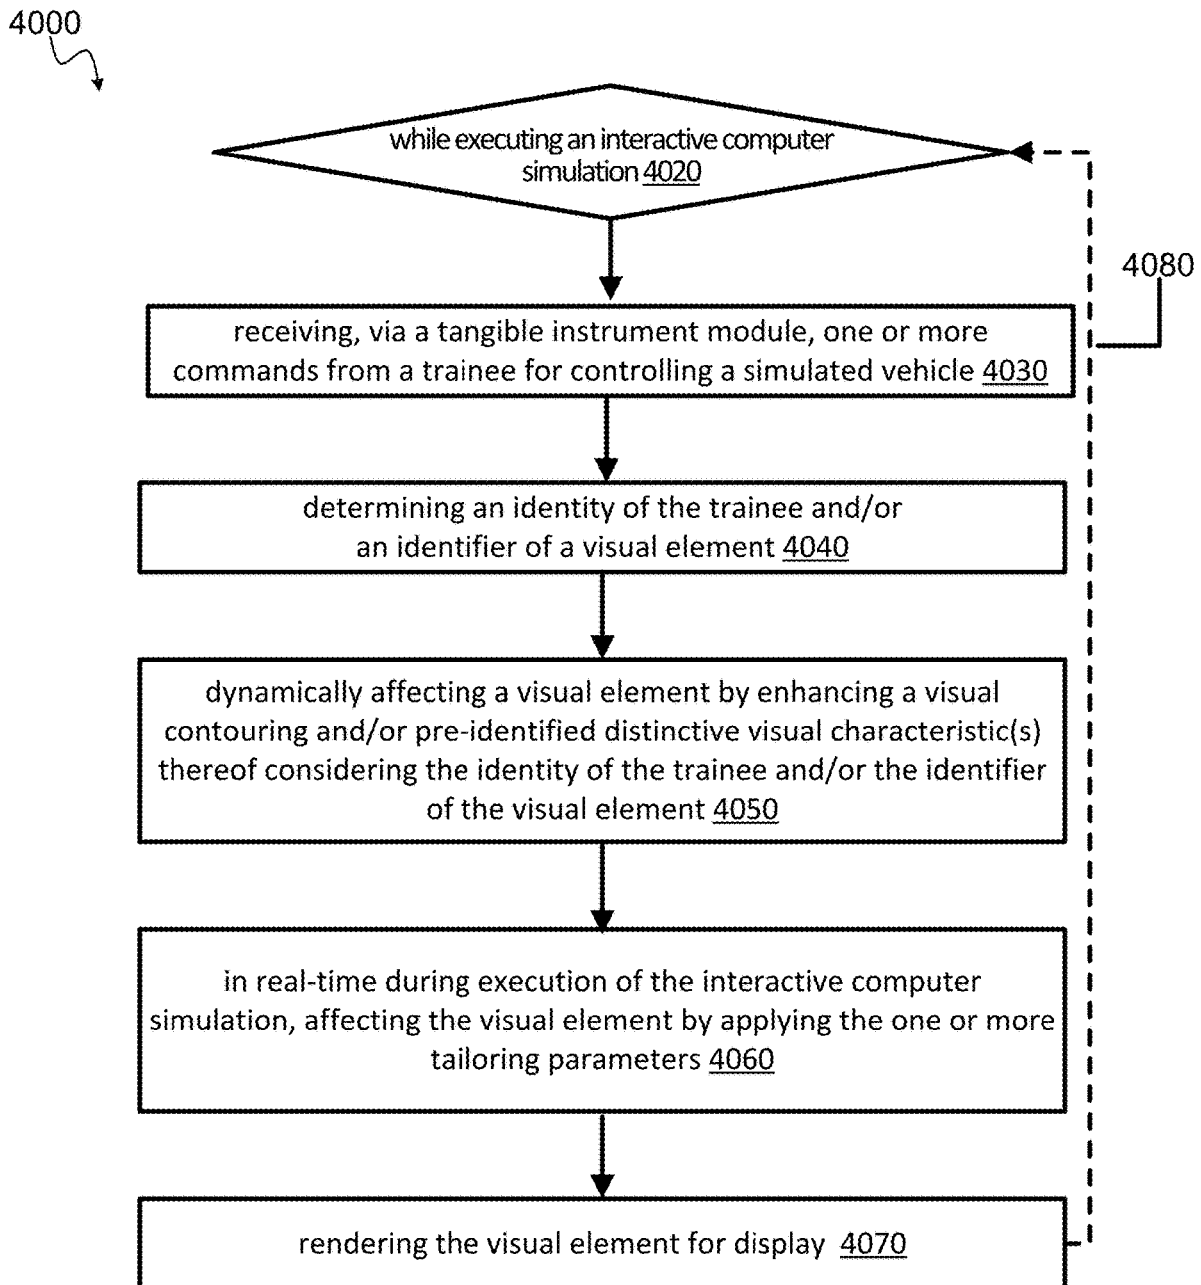 4000
while executing an interactive computer
simulation 4020
4080
receiving, via a tangible instrument module, one or more
commands from a trainee for controlling a simulated vehicle 4030
determining an identity of the trainee and/or
an identifier of a visual element 4040
dynamically affecting a visual element by enhancing a visual
contouring and/or pre-identified distinctive visual characteristic(s)
thereof considering the identity of the trainee and/or the identifier
of the visual element 4050
in real-time during execution of the interactive computer
simulation, affecting the visual element by applying the one or more
tailoring parameters 4060
rendering the visual element for display 4070